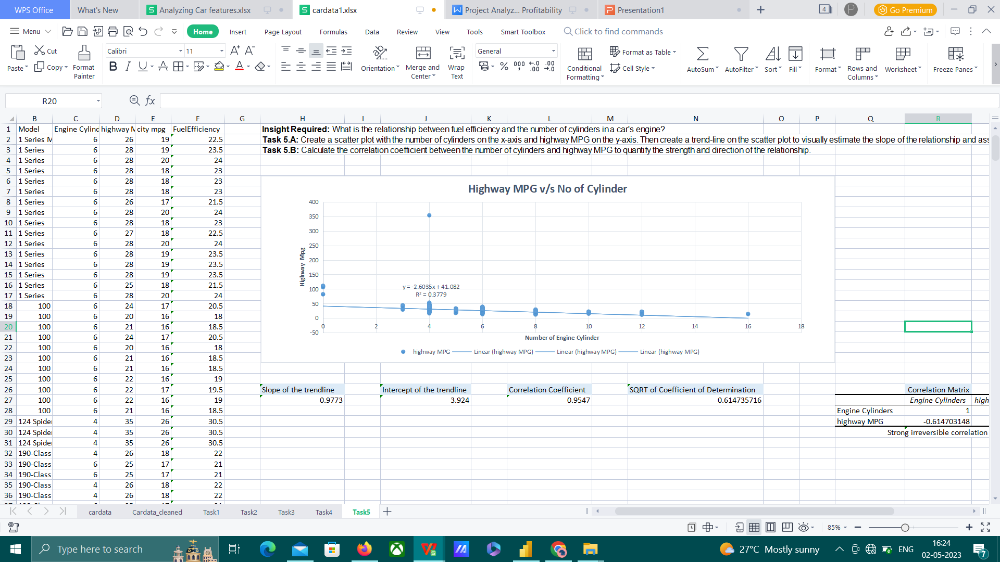 WPS Office What's New Analyzing Car features.xlsx cardata1.xlsx Project Analyz... Profitability Presentation1 4 P Go Premium
Menu Home Insert Page Layout Formulas Data Review View Tools Smart Toolbox Click to find commands
Cut Calibri 11 A+ A- General Format as Table
Paste Copy Format Painter B I U A Orientation Merge and Center Wrap Text % Conditional Formatting Cell Style AutoSum AutoFilter Sort Fill Format Rows and Columns Worksheet Freeze Panes
R20 fx
B C D E F G H I J K L M N O P Q R
1 Model Engine Cylind highway M city mpg FuelEfficiency Insight Required: What is the relationship between fuel efficiency and the number of cylinders in a car's engine?
2 1 Series M 6 26 19 22.5 Task 5.A: Create a scatter plot with the number of cylinders on the x-axis and highway MPG on the y-axis. Then create a trend-line on the scatter plot to visually estimate the slope of the relationship and ass
3 1 Series 6 28 19 23.5 Task 5.B: Calculate the correlation coefficient between the number of cylinders and highway MPG to quantify the strength and direction of the relationship.
4 1 Series 6 28 20 24
5 1 Series 6 28 18 23
6 1 Series 6 28 18 23
7 1 Series 6 28 18 23
8 1 Series 6 26 17 21.5
9 1 Series 6 28 20 24
10 1 Series 6 28 18 23
11 1 Series 6 27 18 22.5
12 1 Series 6 28 20 24
13 1 Series 6 28 19 23.5
14 1 Series 6 28 19 23.5
15 1 Series 6 28 19 23.5
16 1 Series 6 25 18 21.5
17 1 Series 6 28 20 24
18 100 6 24 17 20.5
19 100 6 20 16 18
20 100 6 21 16 18.5
21 100 6 24 17 20.5
22 100 6 20 16 18
23 100 6 21 16 18.5
24 100 6 21 16 18.5
25 100 6 22 16 19
26 100 6 22 17 19.5
27 100 6 22 16 19
28 100 6 21 16 18.5
29 124 Spider 4 35 26 30.5
30 124 Spider 4 35 26 30.5
31 124 Spider 4 35 26 30.5
32 190-Class 4 26 18 22
33 190-Class 6 25 17 21
34 190-Class 6 25 17 21
35 190-Class 4 26 18 22
36 190-Class 4 26 18 22
Highway MPG v/s No of Cylinder
400
350
300
250
200
150
100
50
0
-50
Highway Mpg
y = -2.6035x + 41.082
R² = 0.3779
0 2 4 6 8 10 12 14 16 18
Number of Engine Cylinder
highway MPG Linear (highway MPG) Linear (highway MPG) Linear (highway MPG)
Slope of the trendline Intercept of the trendline Correlation Coefficient SQRT of Coefficient of Determination Correlation Matrix
0.9773 3.924 0.9547 0.614735716 Engine Cylinders high
Engine Cylinders 1
highway MPG -0.614703148
Strong irreversible correlation
cardata Cardata_cleaned Task1 Task2 Task3 Task4 Task5
85%
Type here to search 27°C Mostly sunny ENG 16:24
02-05-2023 7